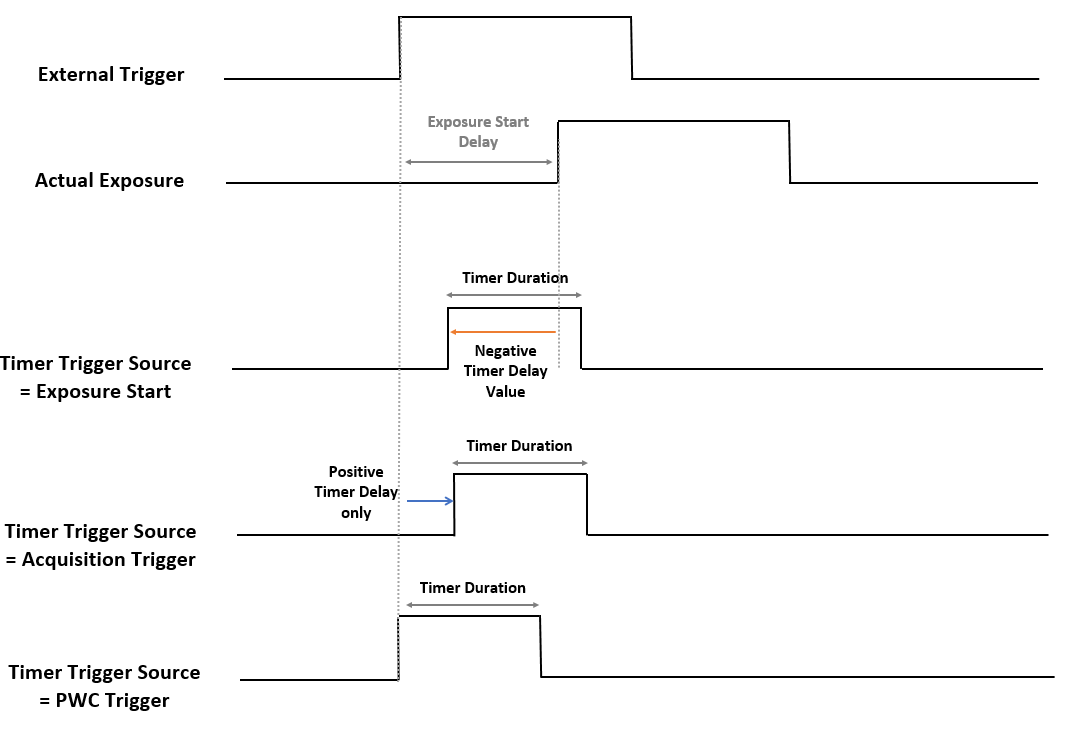 External Trigger
Exposure Start
Delay
Actual Exposure
Timer Duration
Timer Trigger Source
= Exposure Start
Negative
Timer Delay
Value
Timer Duration
Positive
Timer Delay
only
Timer Trigger Source
= Acquisition Trigger
Timer Duration
Timer Trigger Source
= PWC Trigger